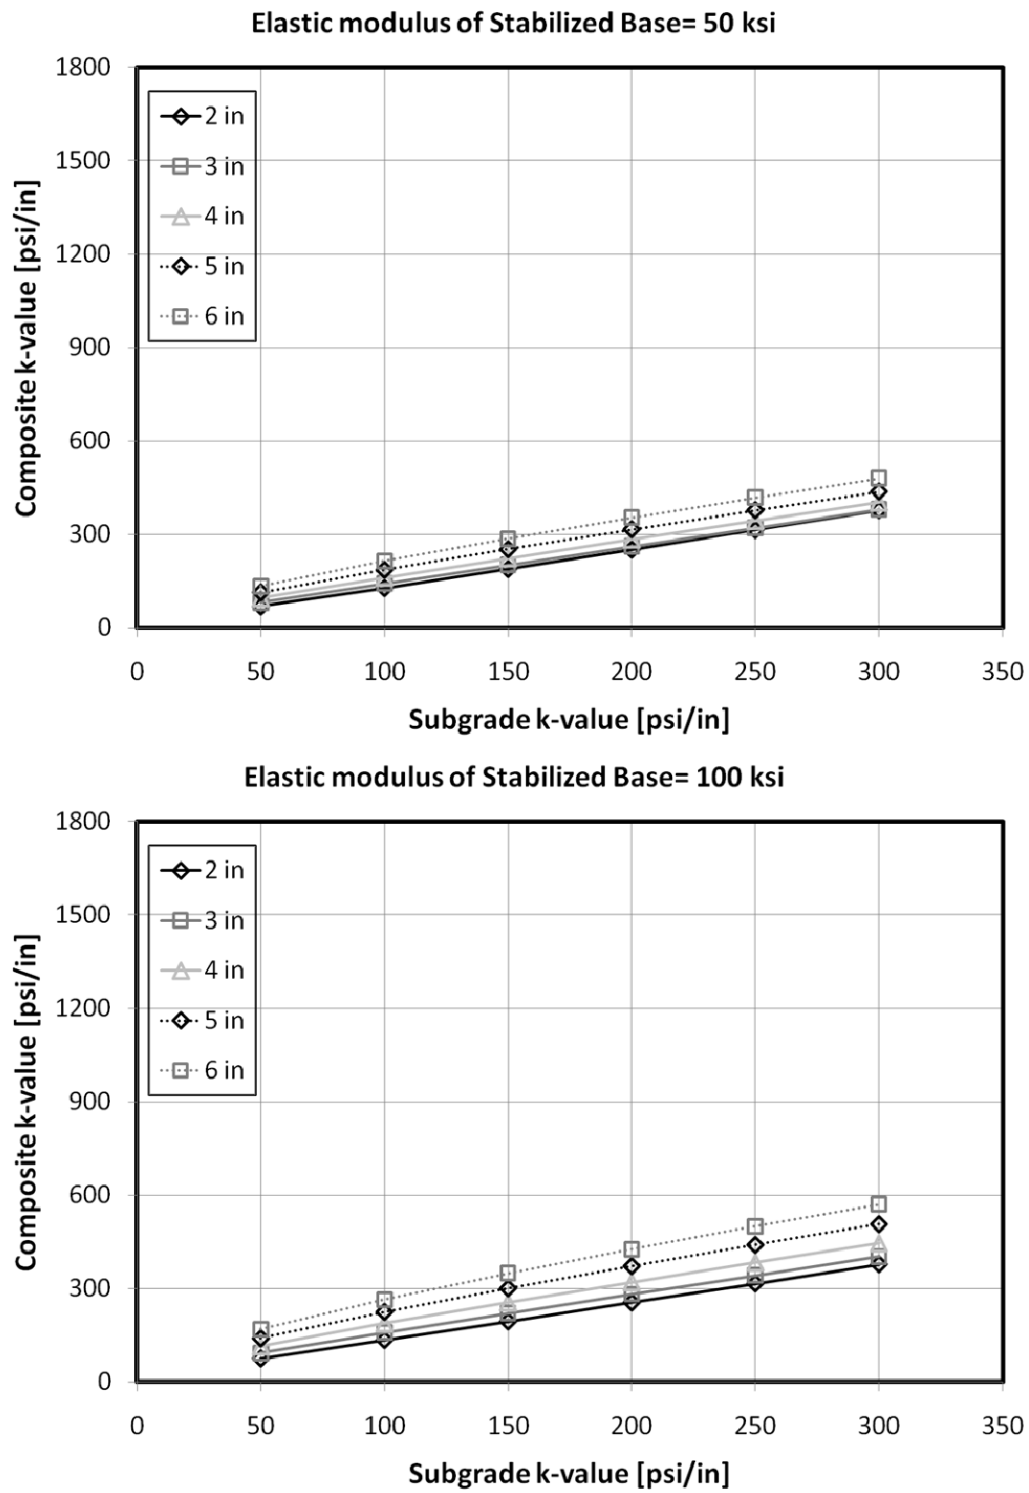 Elastic modulus of Stabilized Base= 50 ksi
1800
1500
1200
900
600
300
0
Composite k-value [psi/in]
2 in
3 in
4 in
5 in
6 in
0 50 100 150 200 250 300 350
Subgrade k-value [psi/in]
Elastic modulus of Stabilized Base= 100 ksi
1800
1500
1200
900
600
300
0
Composite k-value [psi/in]
2 in
3 in
4 in
5 in
6 in
0 50 100 150 200 250 300 350
Subgrade k-value [psi/in]